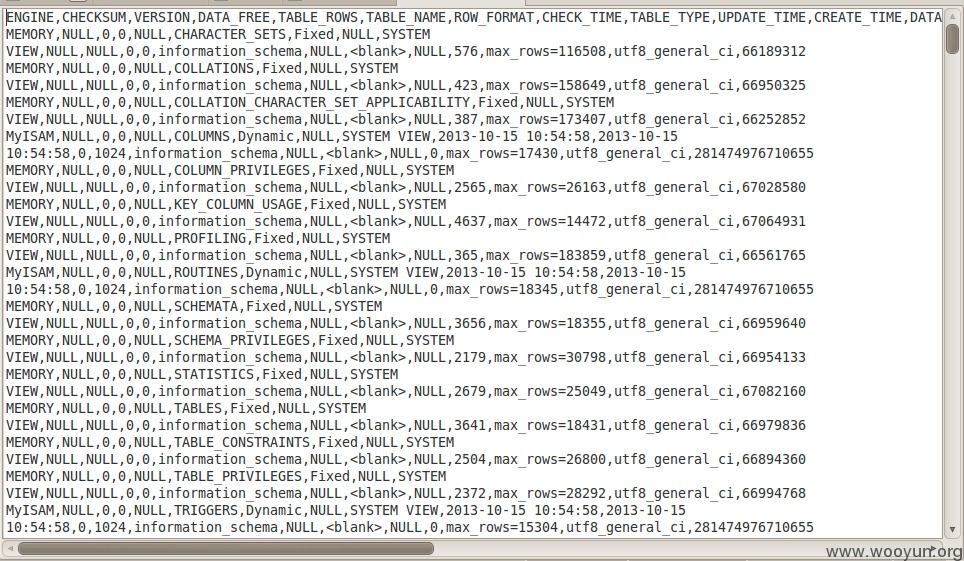 ENGINE,CHECKSUM,VERSION,DATA_FREE,TABLE_ROWS,TABLE_NAME,ROW_FORMAT,CHECK_TIME,TABLE_TYPE,UPDATE_TIME,CREATE_TIME,DATA
MEMORY,NULL,0,0,NULL,CHARACTER_SETS,Fixed,NULL,SYSTEM
VIEW,NULL,NULL,0,0,information_schema,NULL,<blank>,NULL,576,max_rows=116508,utf8_general_ci,66189312
MEMORY,NULL,0,0,NULL,COLLATIONS,Fixed,NULL,SYSTEM
VIEW,NULL,NULL,0,0,information_schema,NULL,<blank>,NULL,423,max_rows=158649,utf8_general_ci,66950325
MEMORY,NULL,0,0,NULL,COLLATION_CHARACTER_SET_APPLICABILITY,Fixed,NULL,SYSTEM
VIEW,NULL,NULL,0,0,information_schema,NULL,<blank>,NULL,387,max_rows=173407,utf8_general_ci,66252852
MyISAM,NULL,0,0,NULL,COLUMNS,Dynamic,NULL,SYSTEM VIEW,2013-10-15 10:54:58,2013-10-15
10:54:58,0,1024,information_schema,NULL,<blank>,NULL,0,max_rows=17430,utf8_general_ci,281474976710655
MEMORY,NULL,0,0,NULL,COLUMN_PRIVILEGES,Fixed,NULL,SYSTEM
VIEW,NULL,NULL,0,0,information_schema,NULL,<blank>,NULL,2565,max_rows=26163,utf8_general_ci,67028580
MEMORY,NULL,0,0,NULL,KEY_COLUMN_USAGE,Fixed,NULL,SYSTEM
VIEW,NULL,NULL,0,0,information_schema,NULL,<blank>,NULL,4637,max_rows=14472,utf8_general_ci,67064931
MEMORY,NULL,0,0,NULL,PROFILING,Fixed,NULL,SYSTEM
VIEW,NULL,NULL,0,0,information_schema,NULL,<blank>,NULL,365,max_rows=183859,utf8_general_ci,66561765
MyISAM,NULL,0,0,NULL,ROUTINES,Dynamic,NULL,SYSTEM VIEW,2013-10-15 10:54:58,2013-10-15
10:54:58,0,1024,information_schema,NULL,<blank>,NULL,0,max_rows=18345,utf8_general_ci,281474976710655
MEMORY,NULL,0,0,NULL,SCHEMATA,Fixed,NULL,SYSTEM
VIEW,NULL,NULL,0,0,information_schema,NULL,<blank>,NULL,3656,max_rows=18355,utf8_general_ci,66959640
MEMORY,NULL,0,0,NULL,SCHEMA_PRIVILEGES,Fixed,NULL,SYSTEM
VIEW,NULL,NULL,0,0,information_schema,NULL,<blank>,NULL,2179,max_rows=30798,utf8_general_ci,66954133
MEMORY,NULL,0,0,NULL,STATISTICS,Fixed,NULL,SYSTEM
VIEW,NULL,NULL,0,0,information_schema,NULL,<blank>,NULL,2679,max_rows=25049,utf8_general_ci,67082160
MEMORY,NULL,0,0,NULL,TABLES,Fixed,NULL,SYSTEM
VIEW,NULL,NULL,0,0,information_schema,NULL,<blank>,NULL,3641,max_rows=18431,utf8_general_ci,66979836
MEMORY,NULL,0,0,NULL,TABLE_CONSTRAINTS,Fixed,NULL,SYSTEM
VIEW,NULL,NULL,0,0,information_schema,NULL,<blank>,NULL,2504,max_rows=26800,utf8_general_ci,66894360
MEMORY,NULL,0,0,NULL,TABLE_PRIVILEGES,Fixed,NULL,SYSTEM
VIEW,NULL,NULL,0,0,information_schema,NULL,<blank>,NULL,2372,max_rows=28292,utf8_general_ci,66994768
MyISAM,NULL,0,0,NULL,TRIGGERS,Dynamic,NULL,SYSTEM VIEW,2013-10-15 10:54:58,2013-10-15
10:54:58,0,1024,information_schema,NULL,<blank>,NULL,0,max_rows=15304,utf8_general_ci,281474976710655
www.wooyun.org